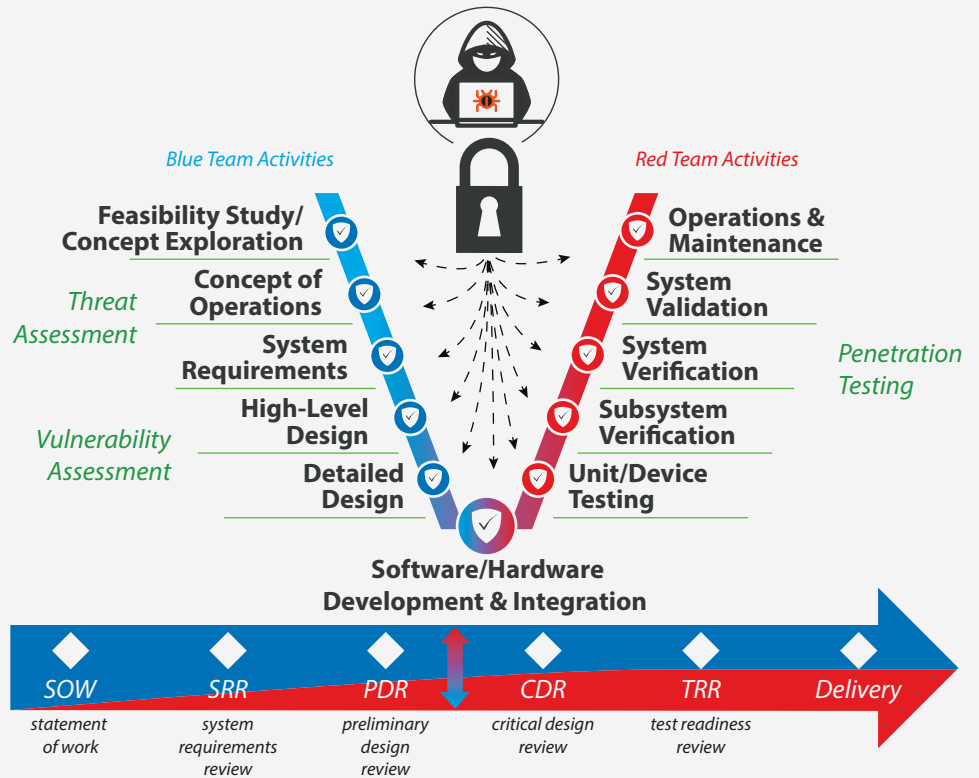 Blue Team Activities
Red Team Activities
Feasibility Study/
Concept Exploration
Operations &
Maintenance
Concept of
Operations
System
Validation
Threat
Assessment
System
Requirements
System
Verification
Penetration
Testing
High-Level
Design
Subsystem
Verification
Vulnerability
Assessment
Detailed
Design
Unit/Device
Testing
Software/Hardware
Development & Integration
SOW
SRR
PDR
CDR
TRR
Delivery
statement
of work
system
requirements
review
preliminary
design
review
critical design
review
test readiness
review